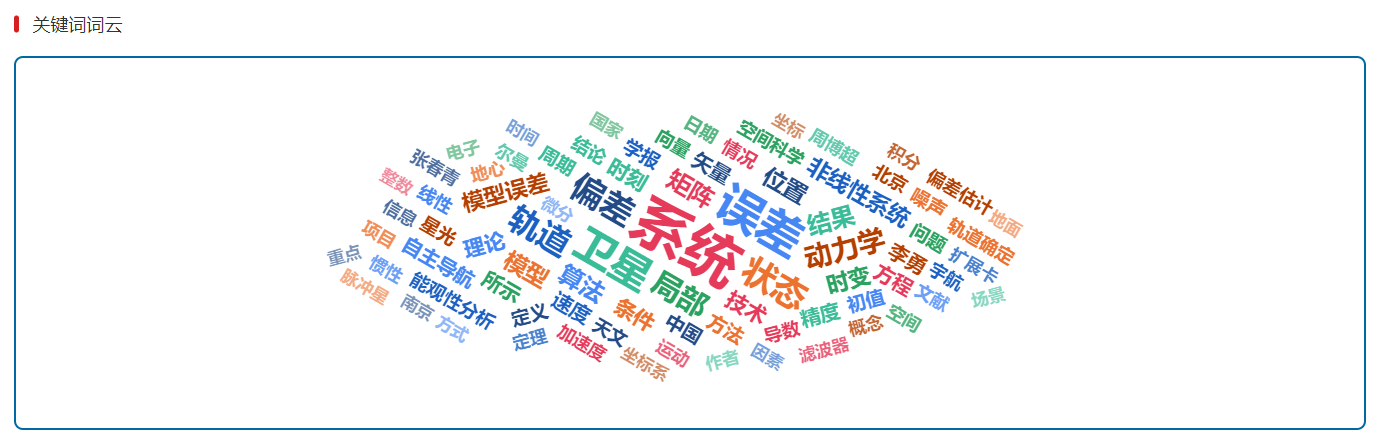 关键词词云
国家
日期
坐标
时间
电子
尔曼
周期
结论
学报
向量
情况
空间科学
周博超
积分
张春青
地心
时刻
矢量
位置
非线性系统
北京
偏差估计
整数
线性
模型误差
微分
偏差
矩阵
误差
结果
噪声
地面
信息
星光
轨道
系统
动力学
问题
轨道确定
项目
自主导航
理论
卫星
状态
李勇
扩展卡
重点
惯性
模型
算法
局部
时变
方程
宇航
脉冲星
能观性分析
所示
速度
条件
技术
精度
初值
文献
场景
南京
方式
定义
天文
中国
方法
导数
概念
空间
定理
加速度
坐标系
运动
作者
因素
滤波器